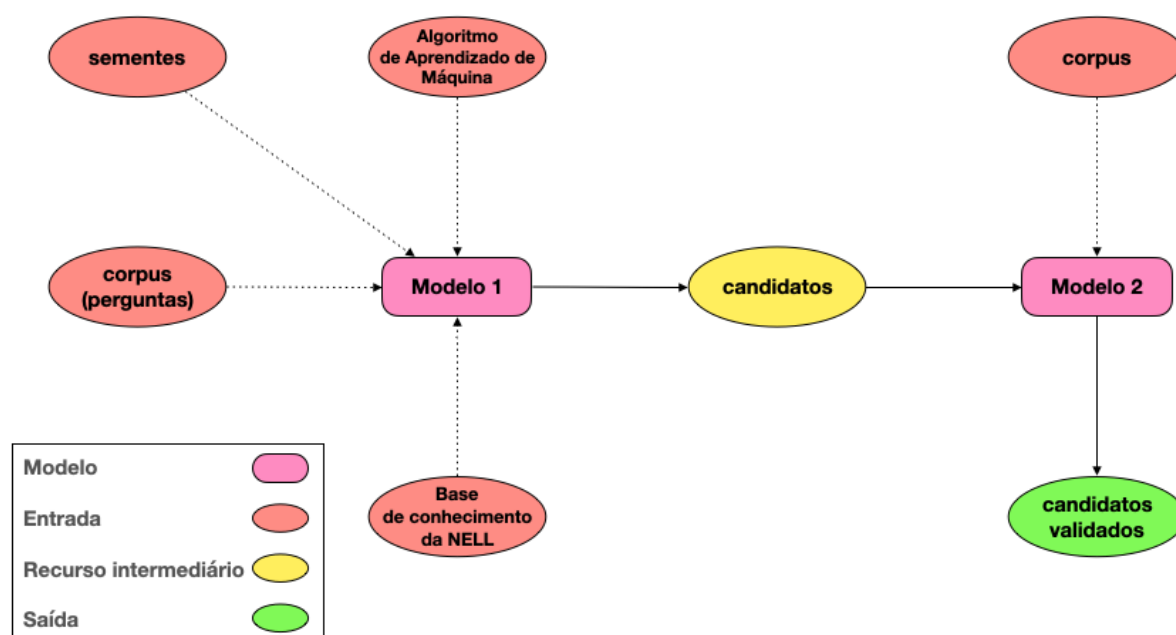 sementes
Algoritmo
de Aprendizado de
Máquina
corpus
corpus
(perguntas)
Modelo 1
candidatos
Modelo 2
Base
de conhecimento
da NELL
candidatos
validados
Modelo
Entrada
Recurso intermediário
Saída